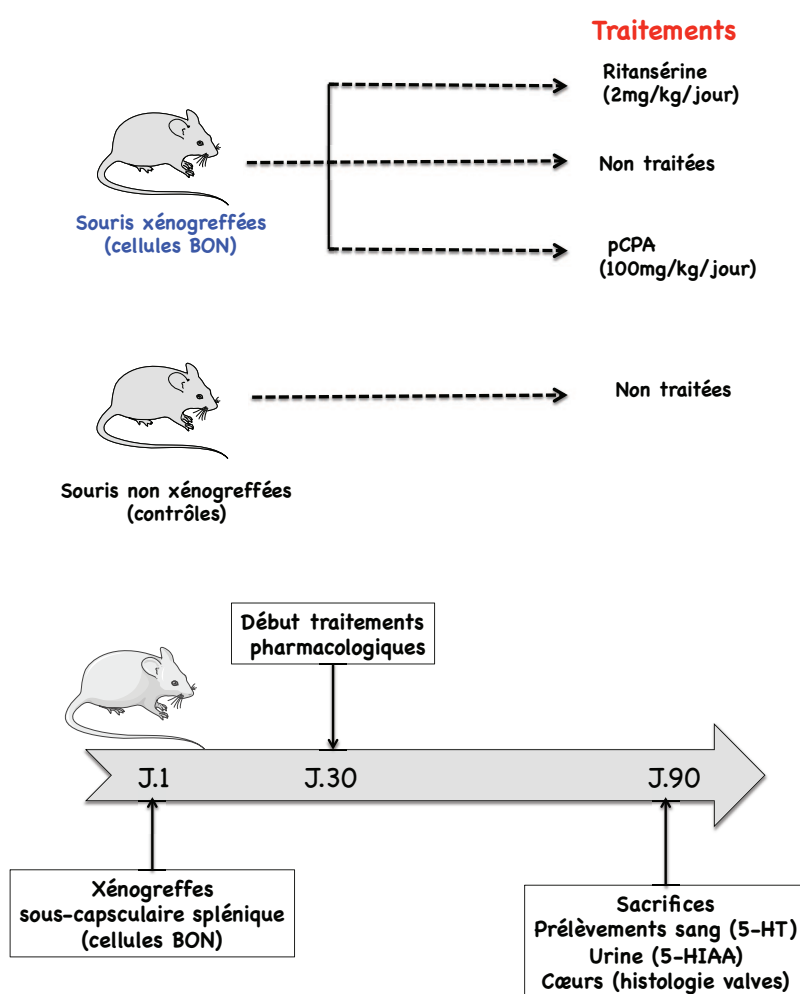 Traitements
Ritansérine
(2mg/kg/jour)
Non traitées
Souris xénogreffées
(cellules BON)
pCPA
(100mg/kg/jour)
Non traitées
Souris non xénogreffées
(contrôles)
Début traitements
pharmacologiques
J.1
J.30
J.90
Xénogreffes
sous-capsculaire splénique
(cellules BON)
Sacrifices
Prélèvements sang (5-HT)
Urine (5-HIAA)
Cœurs (histologie valves)